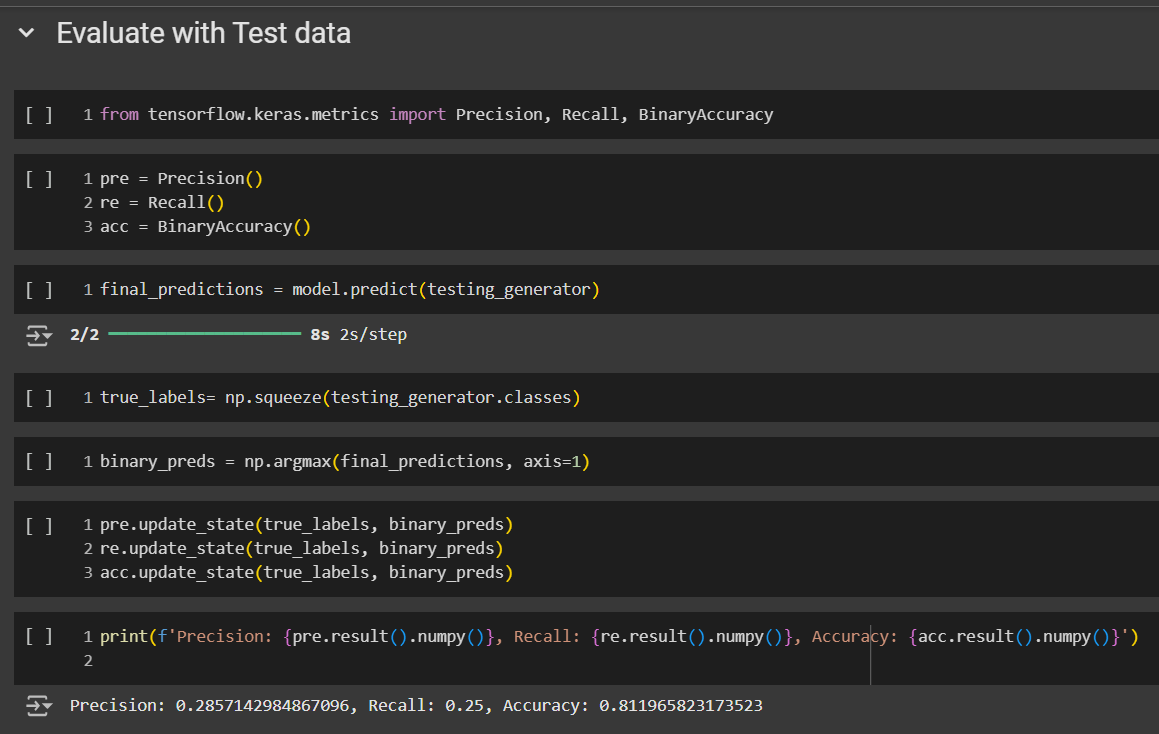 Evaluate with Test data
[ ] 1 from tensorflow.keras.metrics import Precision, Recall, BinaryAccuracy
[ ] 1 pre = Precision()
2 re = Recall()
3 acc = BinaryAccuracy()
[ ] 1 final_predictions = model.predict(testing_generator)
2/2 8s 2s/step
[ ] 1 true_labels= np.squeeze(testing_generator.classes)
[ ] 1 binary_preds = np.argmax(final_predictions, axis=1)
[ ] 1 pre.update_state(true_labels, binary_preds)
2 re.update_state(true_labels, binary_preds)
3 acc.update_state(true_labels, binary_preds)
[ ] 1 print(f'Precision: {pre.result().numpy()}, Recall: {re.result().numpy()}, Accuracy: {acc.result().numpy()}')
2
Precision: 0.2857142984867096, Recall: 0.25, Accuracy: 0.811965823173523